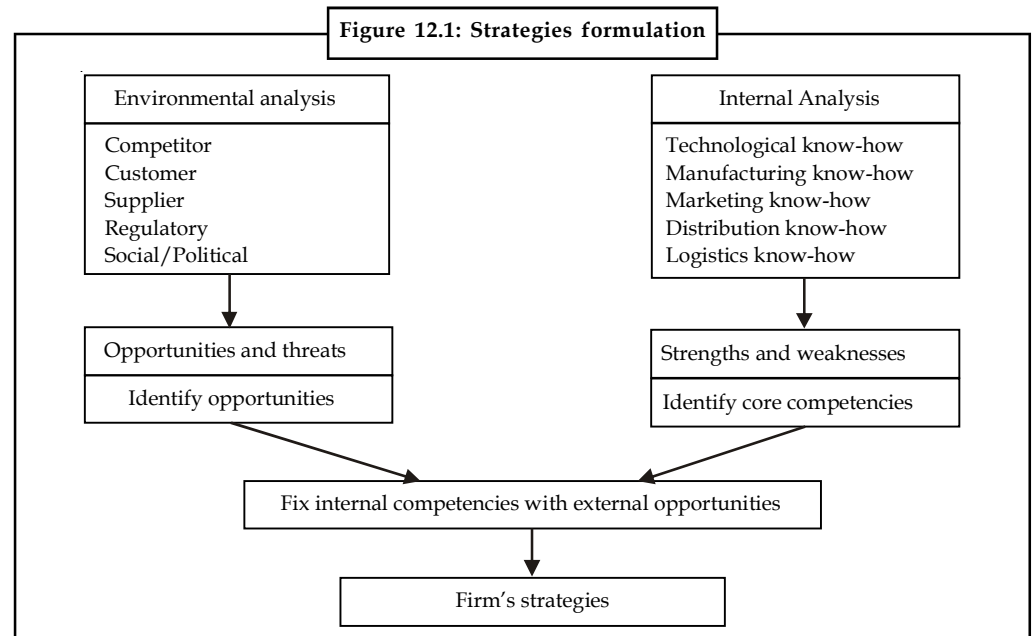 Figure 12.1: Strategies formulation
Environmental analysis
Competitor
Customer
Supplier
Regulatory
Social/Political
Internal Analysis
Technological know-how
Manufacturing know-how
Marketing know-how
Distribution know-how
Logistics know-how
Opportunities and threats
Identify opportunities
Strengths and weaknesses
Identify core competencies
Fix internal competencies with external opportunities
Firm's strategies